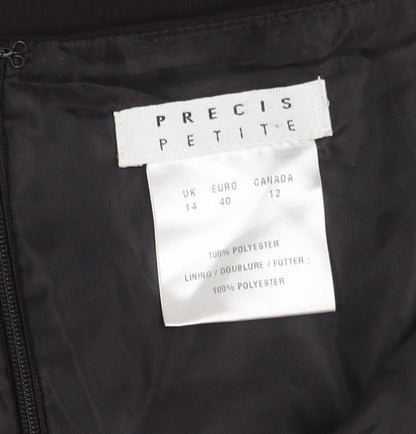 PRECIS
PETITE
UK EURO CANADA
14 40 12
100% POLYESTER
LINING / DOUBLURE / FUTTER :
100% POLYESTER